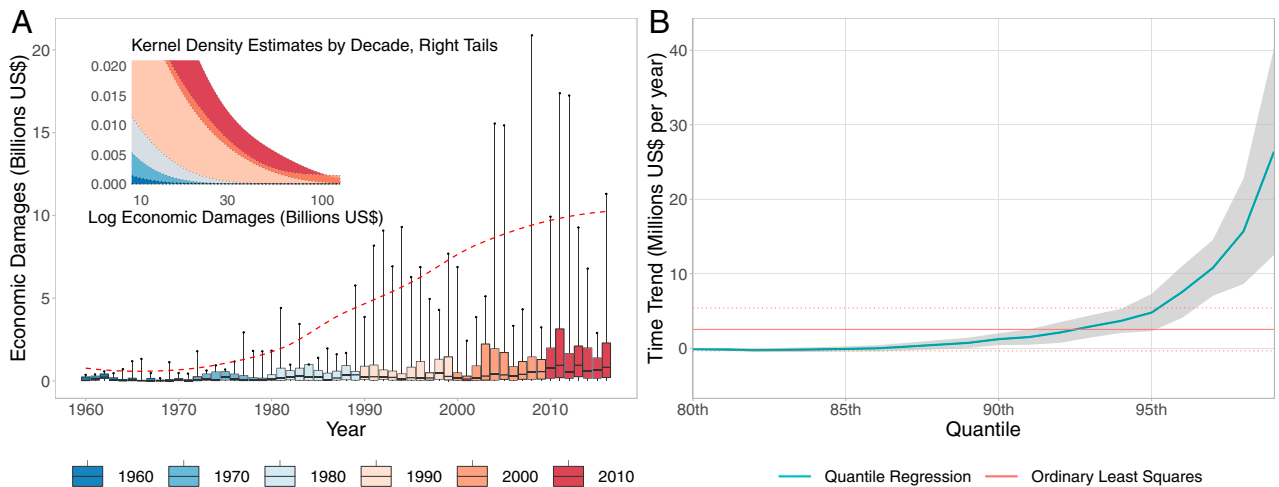 A
Economic Damages (Billions US$)
20
15
10
5
0
Kernel Density Estimates by Decade, Right Tails
0.020
0.015
0.010
0.005
0.000
10 30 100
Log Economic Damages (Billions US$)
1960 1970 1980 1990 2000 2010
Year
1960 1970 1980 1990 2000 2010
B
Time Trend (Millions US$ per year)
40
30
20
10
0
80th 85th 90th 95th
Quantile
Quantile Regression Ordinary Least Squares